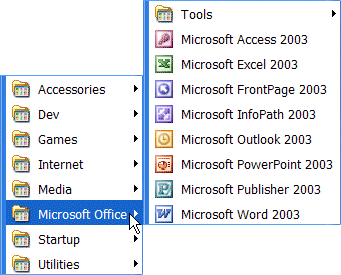 Accessories
Dev
Games
Internet
Media
Microsoft Office
Startup
Utilities
Tools
Microsoft Access 2003
Microsoft Excel 2003
Microsoft FrontPage 2003
Microsoft InfoPath 2003
Microsoft Outlook 2003
Microsoft PowerPoint 2003
Microsoft Publisher 2003
Microsoft Word 2003